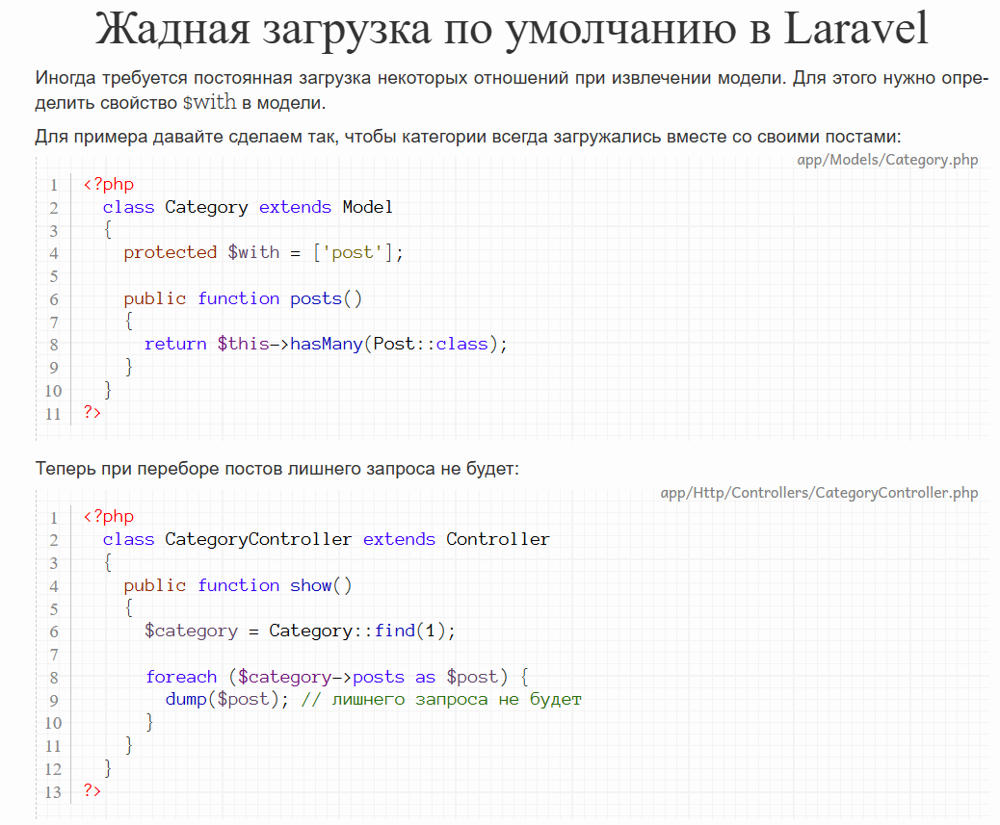 Жадная загрузка по умолчанию в Laravel
Иногда требуется постоянная загрузка некоторых отношений при извлечении модели. Для этого нужно опре-
делить свойство $with в модели.
Для примера давайте сделаем так, чтобы категории всегда загружались вместе со своими постами:
app/Models/Category.php
1 <?php
2 class Category extends Model
3 {
4 protected $with = ['post'];
5
6 public function posts()
7 {
8 return $this->hasMany(Post::class);
9 }
10 }
11 ?>
Теперь при переборе постов лишнего запроса не будет:
app/Http/Controllers/CategoryController.php
1 <?php
2 class CategoryController extends Controller
3 {
4 public function show()
5 {
6 $category = Category::find(1);
7
8 foreach ($category->posts as $post) {
9 dump($post); // лишнего запроса не будет
10 }
11 }
12 }
13 ?>